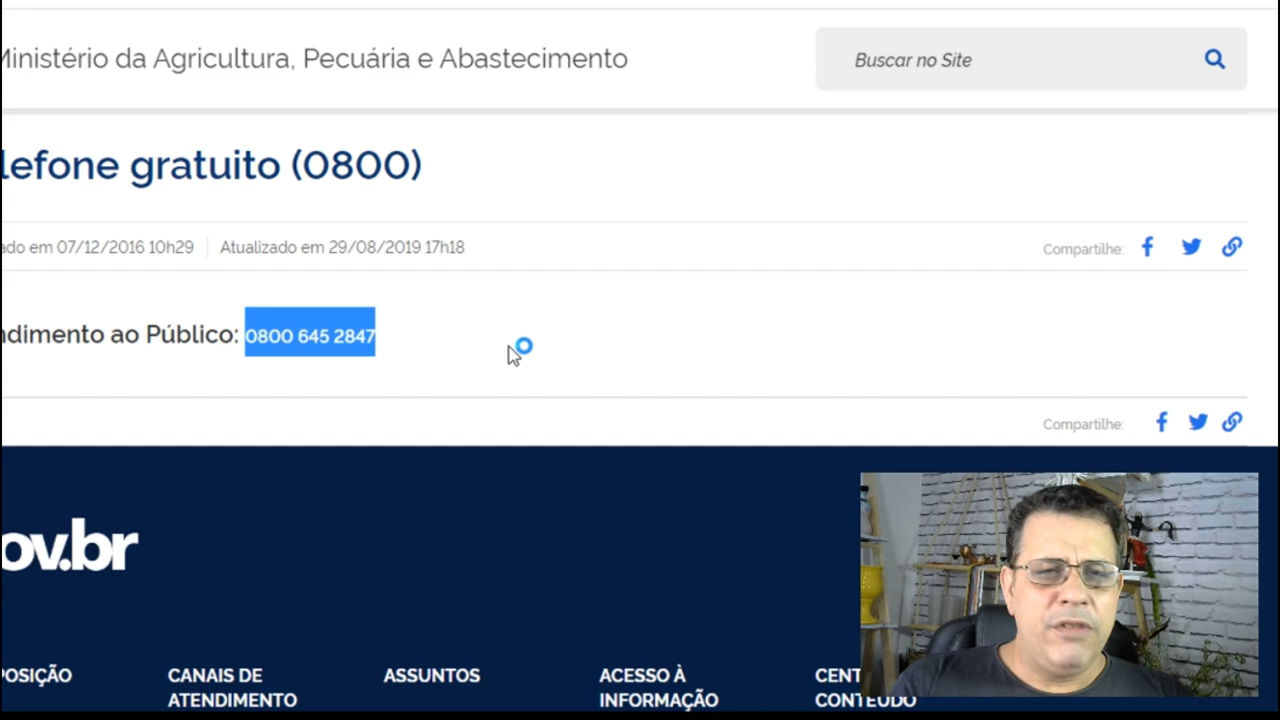 Ministério da Agricultura, Pecuária e Abastecimento
Buscar no Site
lefone gratuito (0800)
ado em 07/12/2016 10h29
Atualizado em 29/08/2019 17h18
Compartilhe:
ndimento ao Público: 0800 645 2847
Compartilhe:
ov.br
POSIÇÃO
CANAIS DE
ATENDIMENTO
ASSUNTOS
ACESSO À
INFORMAÇÃO
CENT
CONTEÚDO